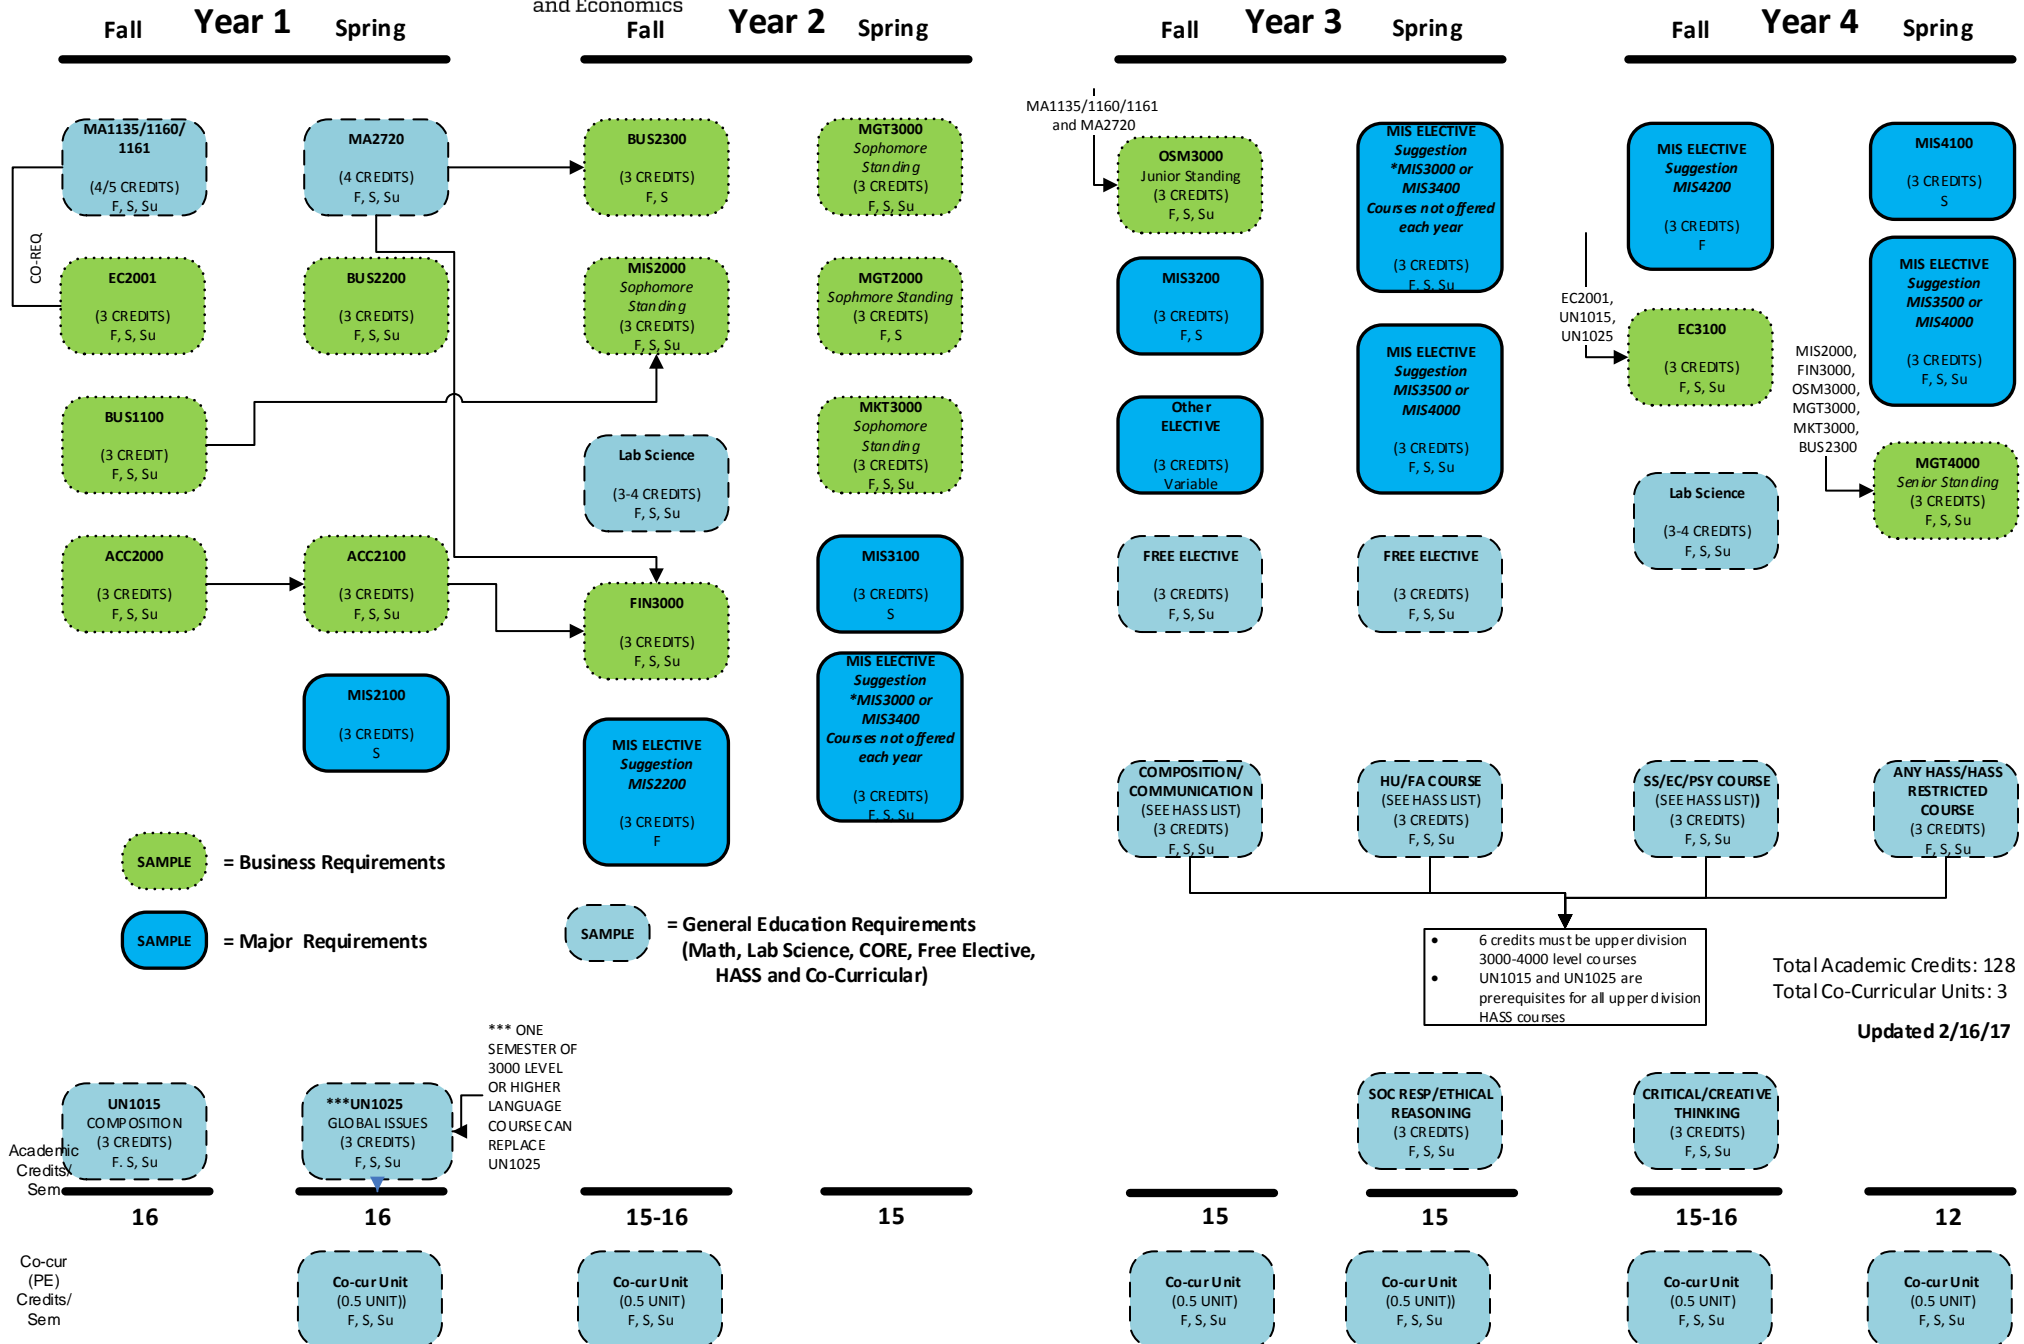 and Economics
Year 1
Fall
Spring
Year 2
Fall
Spring
Year 3
Fall
Spring
Year 4
Fall
Spring
MA1135/1160/
1161
(4/5 CREDITS)
F, S, Su
CO-REQ
EC2001
(3 CREDITS)
F, S, Su
BUS1100
(3 CREDIT)
F, S, Su
ACC2000
(3 CREDITS)
F, S, Su
MA2720
(4 CREDITS)
F, S, Su
BUS2200
(3 CREDITS)
F, S, Su
ACC2100
(3 CREDITS)
F, S, Su
MIS2100
(3 CREDITS)
S
BUS2300
(3 CREDITS)
F, S
MIS2000
Sophomore
Standing
(3 CREDITS)
F, S, Su
Lab Science
(3-4 CREDITS)
F, S, Su
FIN3000
(3 CREDITS)
F, S, Su
MIS ELECTIVE
Suggestion
MIS2200
(3 CREDITS)
F
MGT3000
Sophomore
Standing
(3 CREDITS)
F, S, Su
MGT2000
Sophmore Standing
(3 CREDITS)
F, S
MKT3000
Sophomore
Standing
(3 CREDITS)
F, S, Su
MIS3100
(3 CREDITS)
S
MIS ELECTIVE
Suggestion
*MIS3000 or
MIS3400
Courses not offered
each year
(3 CREDITS)
F, S, Su
MA1135/1160/1161
and MA2720
OSM3000
Junior Standing
(3 CREDITS)
F, S, Su
MIS3200
(3 CREDITS)
F, S
Other
ELECTIVE
(3 CREDITS)
Variable
FREE ELECTIVE
(3 CREDITS)
F, S, Su
COMPOSITION/
COMMUNICATION
(SEE HASS LIST)
(3 CREDITS)
F, S, Su
MIS ELECTIVE
Suggestion
*MIS3000 or
MIS3400
Courses not offered
each year
(3 CREDITS)
F, S, Su
MIS ELECTIVE
Suggestion
MIS3500 or
MIS4000
(3 CREDITS)
F, S, Su
FREE ELECTIVE
(3 CREDITS)
F, S, Su
HU/FA COURSE
(SEE HASS LIST)
(3 CREDITS)
F, S, Su
MIS ELECTIVE
Suggestion
MIS4200
(3 CREDITS)
F
EC2001,
UN1015,
UN1025
EC3100
(3 CREDITS)
F, S, Su
Lab Science
(3-4 CREDITS)
F, S, Su
SS/EC/PSY COURSE
(SEE HASS LIST))
(3 CREDITS)
F, S, Su
MIS4100
(3 CREDITS)
S
MIS ELECTIVE
Suggestion
MIS3500 or
MIS4000
(3 CREDITS)
F, S, Su
MIS2000,
FIN3000,
OSM3000,
MGT3000,
MKT3000,
BUS2300
MGT4000
Senior Standing
(3 CREDITS)
F, S, Su
ANY HASS/HASS
RESTRICTED
COURSE
(3 CREDITS)
F, S, Su
SAMPLE
= Business Requirements
SAMPLE
= Major Requirements
SAMPLE
= General Education Requirements
(Math, Lab Science, CORE, Free Elective,
HASS and Co-Curricular)
• 6 credits must be upper division
3000-4000 level courses
• UN1015 and UN1025 are
prerequisites for all upper division
HASS courses
Total Academic Credits: 128
Total Co-Curricular Units: 3
Updated 2/16/17
UN1015
COMPOSITION
(3 CREDITS)
F. S, Su
***UN1025
GLOBAL ISSUES
(3 CREDITS)
F, S, Su
*** ONE
SEMESTER OF
3000 LEVEL
OR HIGHER
LANGUAGE
COURSE CAN
REPLACE
UN1025
SOC RESP/ETHICAL
REASONING
(3 CREDITS)
F, S, Su
CRITICAL/CREATIVE
THINKING
(3 CREDITS)
F, S, Su
Academic
Credits/
Sem
16
16
15-16
15
15
15
15-16
12
Co-cur
(PE)
Credits/
Sem
Co-cur Unit
(0.5 UNIT))
F, S, Su
Co-cur Unit
(0.5 UNIT)
F, S, Su
Co-cur Unit
(0.5 UNIT)
F, S, Su
Co-cur Unit
(0.5 UNIT))
F, S, Su
Co-cur Unit
(0.5 UNIT)
F, S, Su
Co-cur Unit
(0.5 UNIT)
F, S, Su